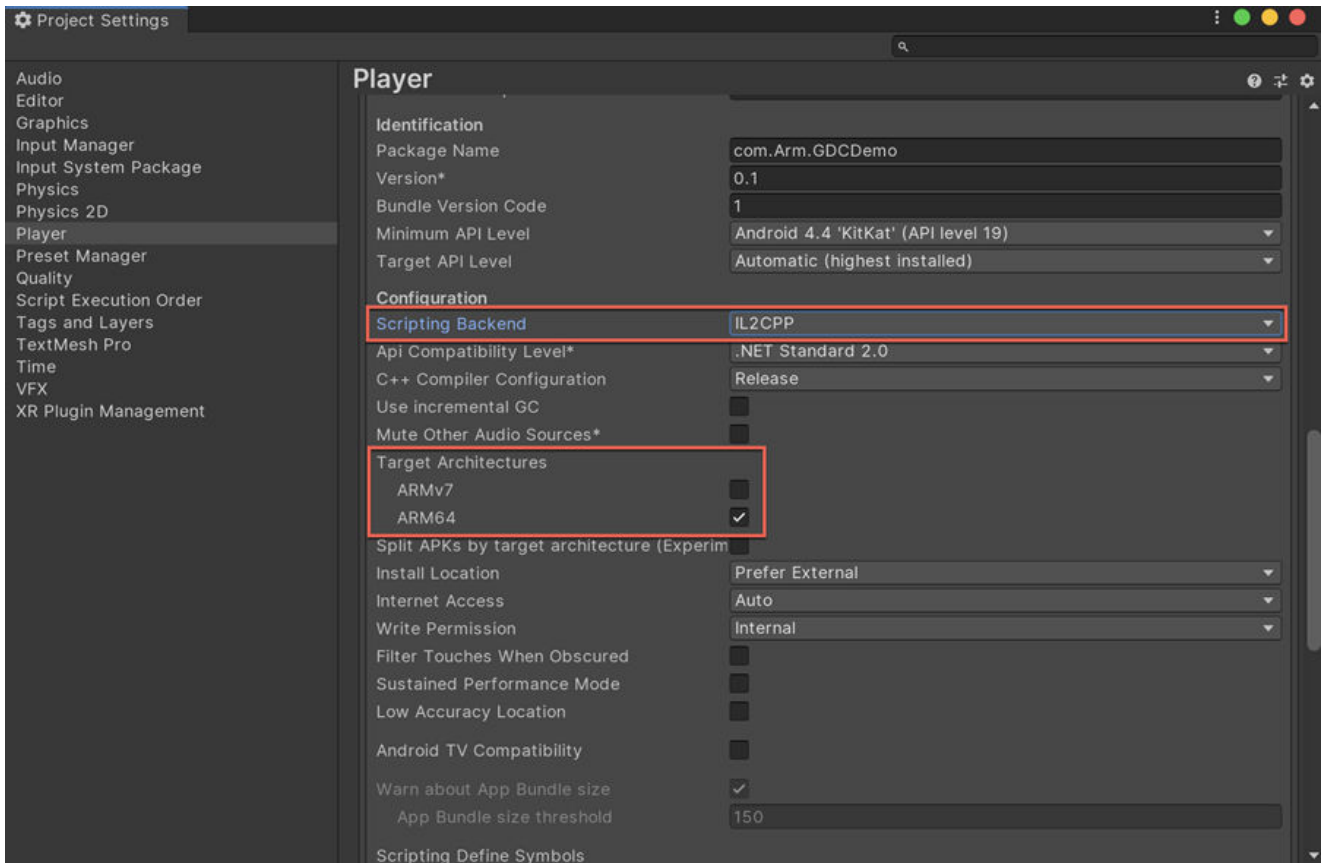 Project Settings
Audio
Editor
Graphics
Input Manager
Input System Package
Physics
Physics 2D
Player
Preset Manager
Quality
Script Execution Order
Tags and Layers
TextMesh Pro
Time
VFX
XR Plugin Management
Player
Identification
Package Name com.Arm.GDCDemo
Version* 0.1
Bundle Version Code 1
Minimum API Level Android 4.4 'KitKat' (API level 19)
Target API Level Automatic (highest installed)
Configuration
Scripting Backend IL2CPP
Api Compatibility Level* .NET Standard 2.0
C++ Compiler Configuration Release
Use incremental GC
Mute Other Audio Sources*
Target Architectures
ARMv7
ARM64
Split APKs by target architecture (Experim
Install Location Prefer External
Internet Access Auto
Write Permission Internal
Filter Touches When Obscured
Sustained Performance Mode
Low Accuracy Location
Android TV Compatibility
Warn about App Bundle size
App Bundle size threshold 150
Scripting Define Symbols